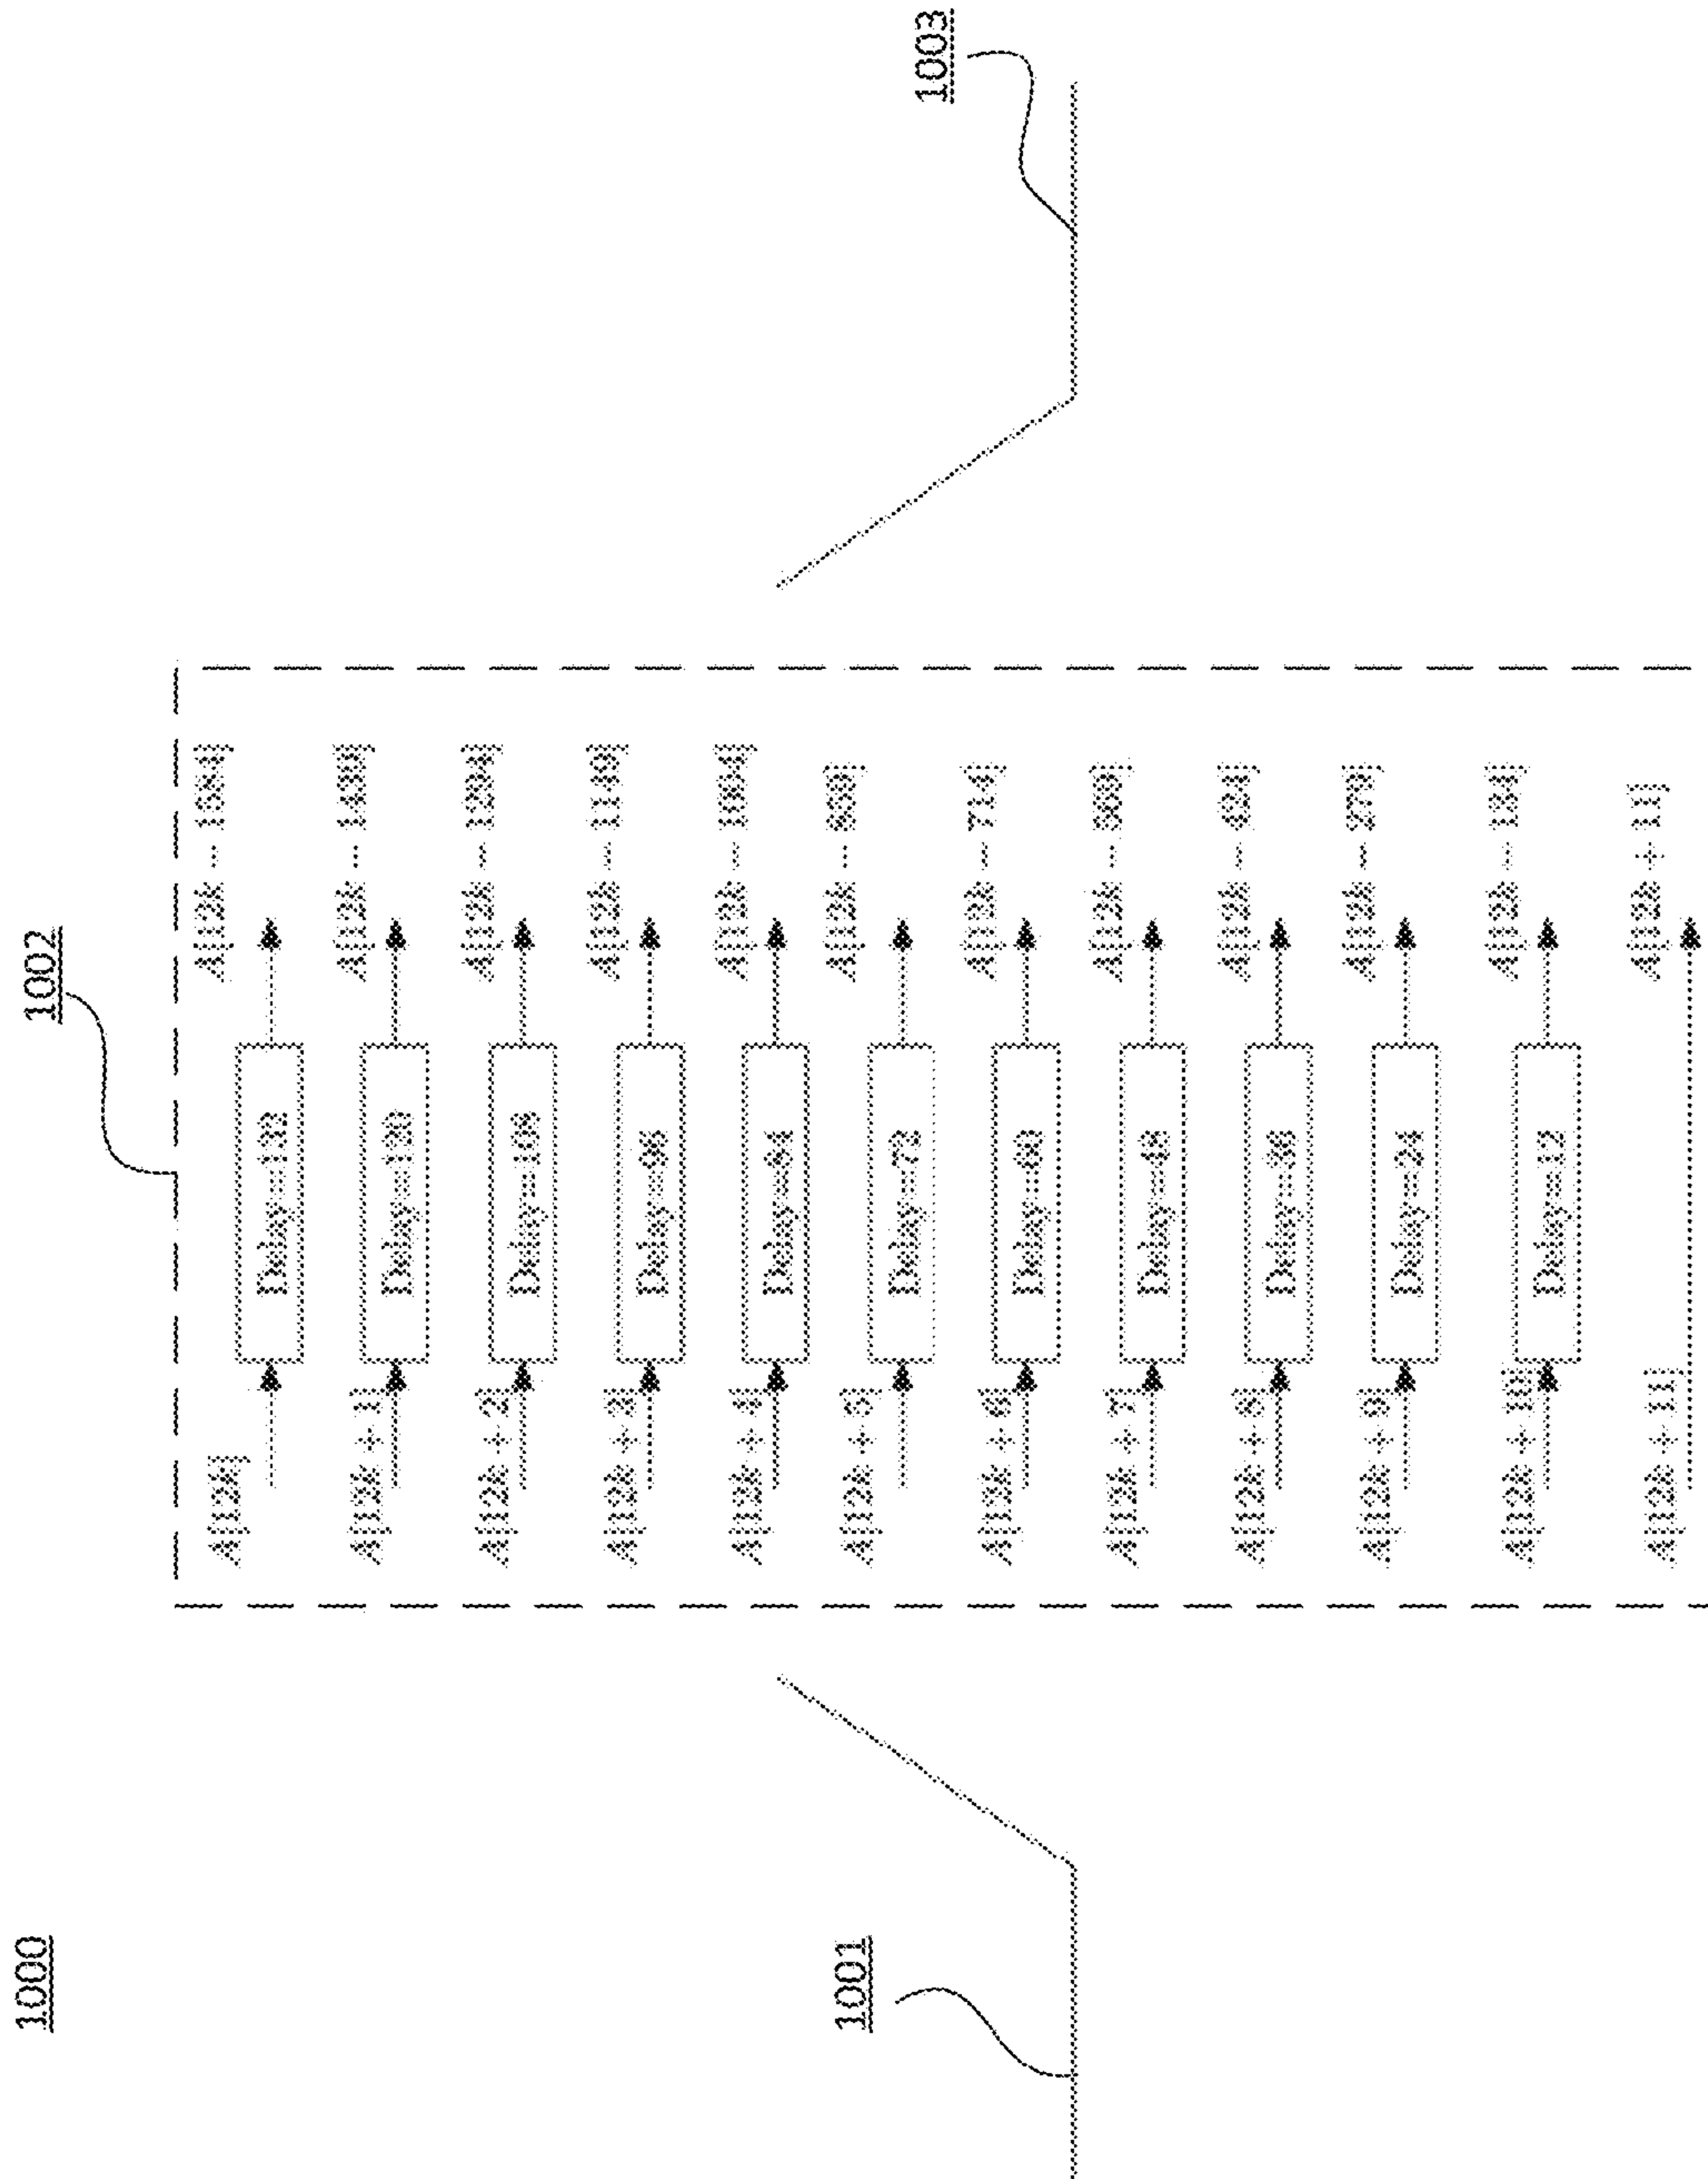 1000
1002
A[12k]
Delay=132
A[12k − 1584]
A[12k + 1]
Delay=120
A[12k − 1439]
A[12k + 2]
Delay=108
A[12k − 1294]
A[12k + 3]
Delay=96
A[12k − 1149]
A[12k + 4]
Delay=84
A[12k − 1004]
A[12k + 5]
Delay=72
A[12k − 859]
A[12k + 6]
Delay=60
A[12k − 714]
A[12k + 7]
Delay=48
A[12k − 569]
A[12k + 8]
Delay=36
A[12k − 424]
A[12k + 9]
Delay=24
A[12k − 279]
A[12k + 10]
Delay=12
A[12k − 134]
A[12k + 11]
A[12k + 11]
1001
1003